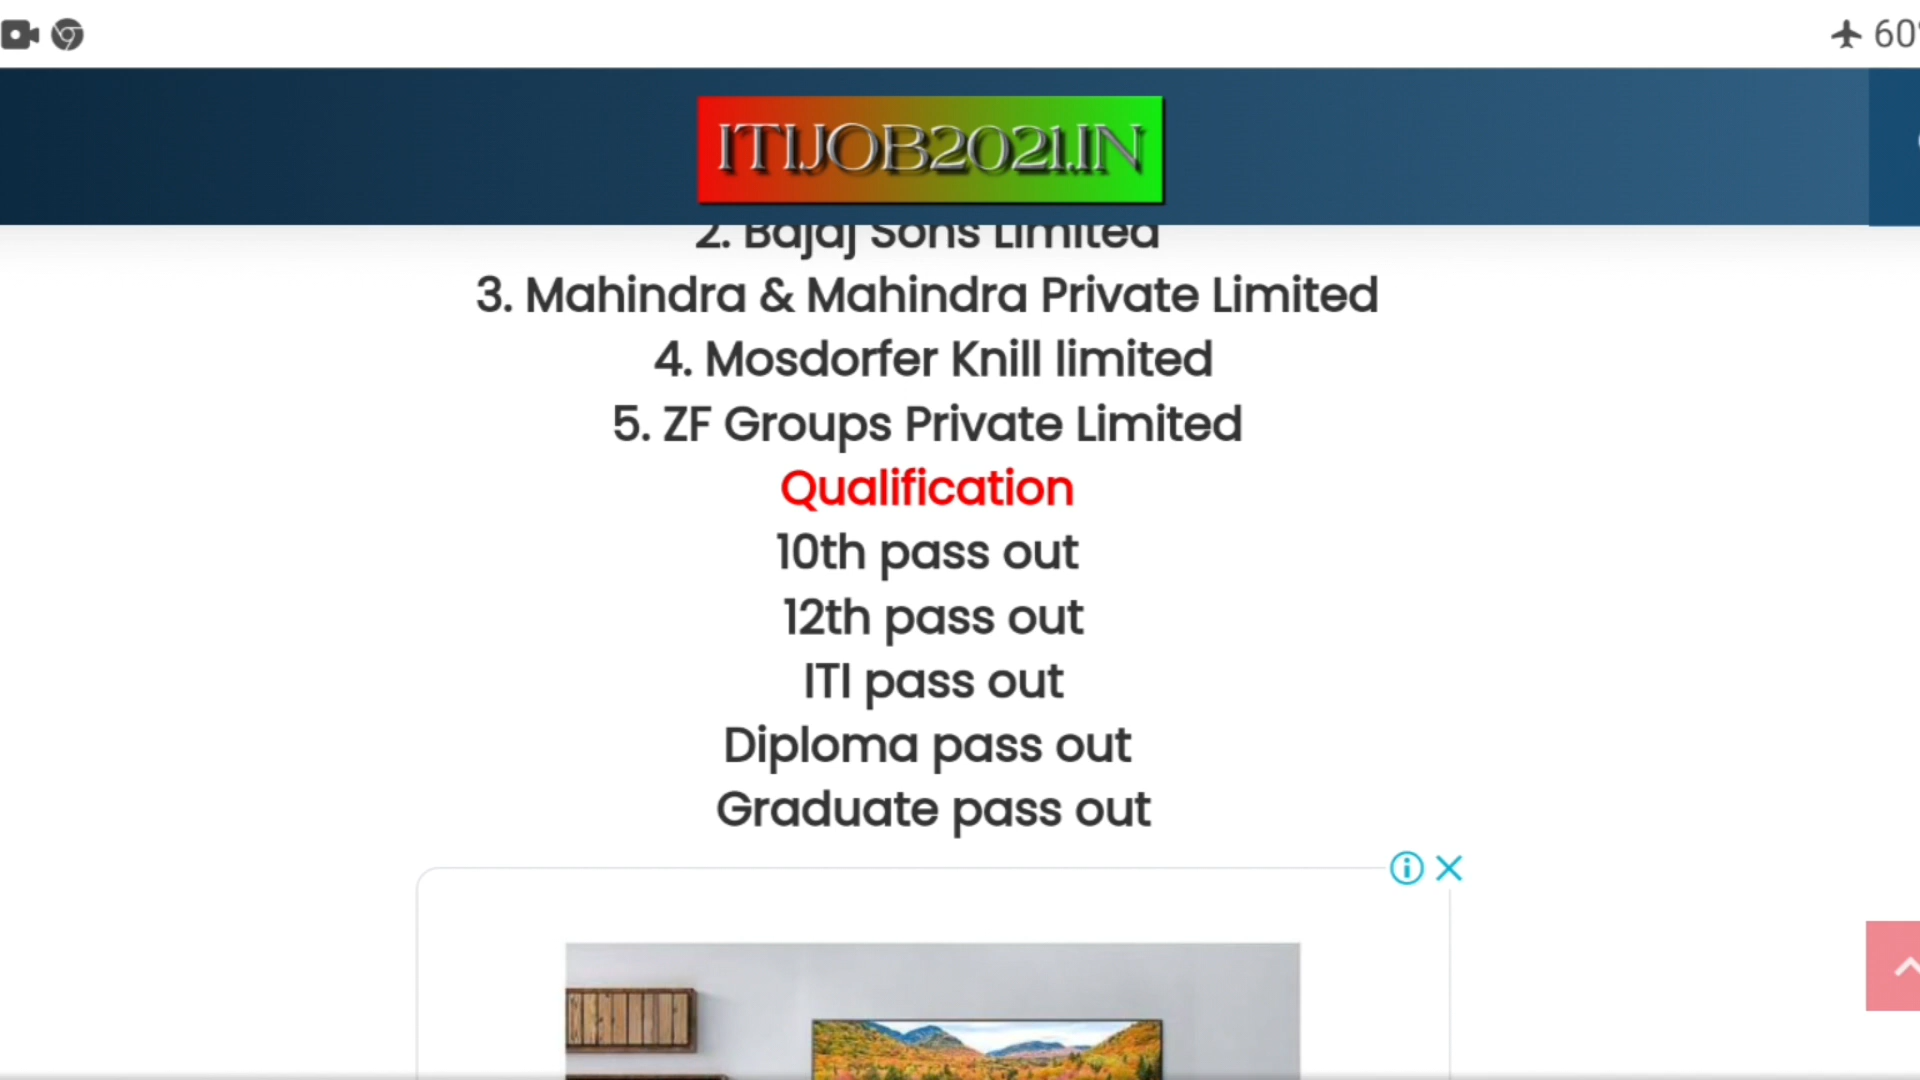 60
ITIJOB2021.IN
2. Bajaj Sons Limited
3. Mahindra & Mahindra Private Limited
4. Mosdorfer Knill limited
5. ZF Groups Private Limited
Qualification
10th pass out
12th pass out
ITI pass out
Diploma pass out
Graduate pass out